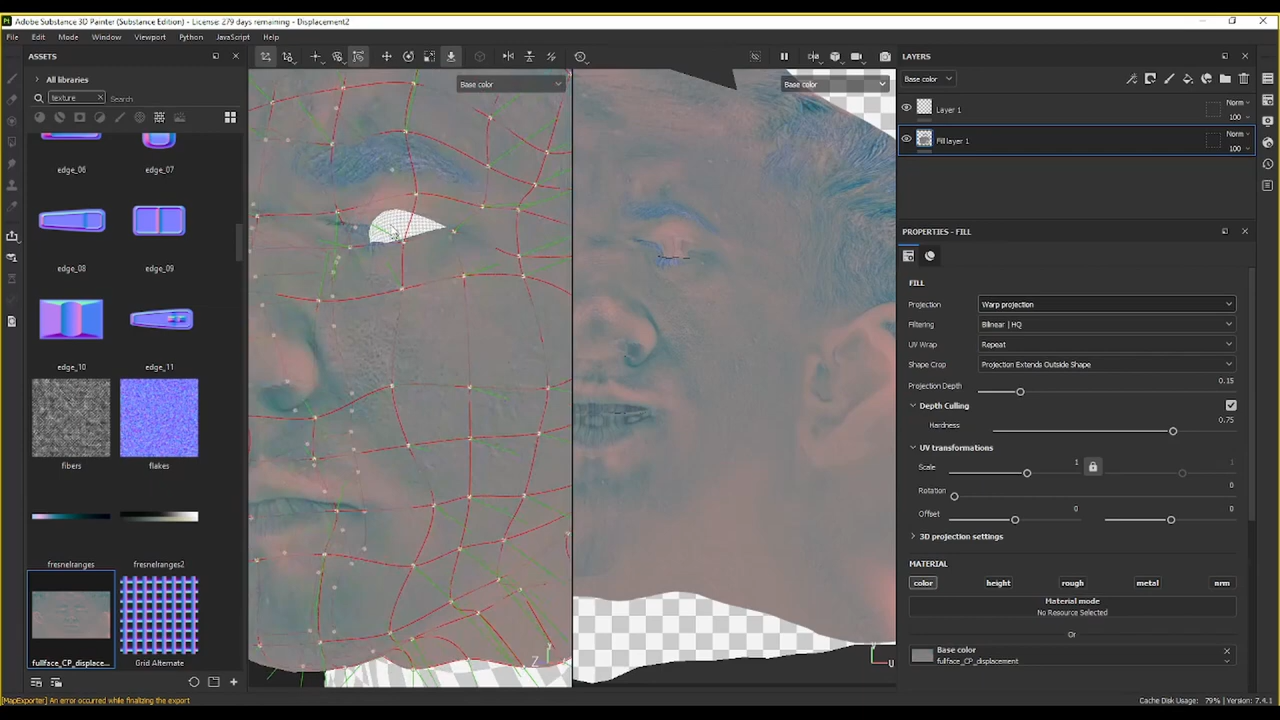 Adobe Substance 3D Painter (Substance Edition) - License: 279 days remaining - Displacement2
File Edit Mode Window Viewport Python JavaScript Help
ASSETS
All libraries
texture × Search
edge_06 edge_07
edge_08 edge_09
edge_10 edge_11
fibers flakes
fresnelranges fresnelranges2
fullface_CP_displace... Grid Alternate
Base color
Base color
Z
U
LAYERS
Base color
Layer 1 Norm
100
Fill layer 1 Norm
100
PROPERTIES - FILL
FILL
Projection Warp projection
Filtering Bilinear | HQ
UV Wrap Repeat
Shape Crop Projection Extends Outside Shape
Projection Depth 0.15
Depth Culling
Hardness 0.75
UV transformations
Scale 1 1
Rotation 0
Offset 0 0
3D projection settings
MATERIAL
color height rough metal nrm
Material mode
No Resource Selected
Or
Base color
fullface_CP_displacement
[MapExporter] An error occurred while finalizing the export
Cache Disk Usage: 79% | Version: 7.4.1